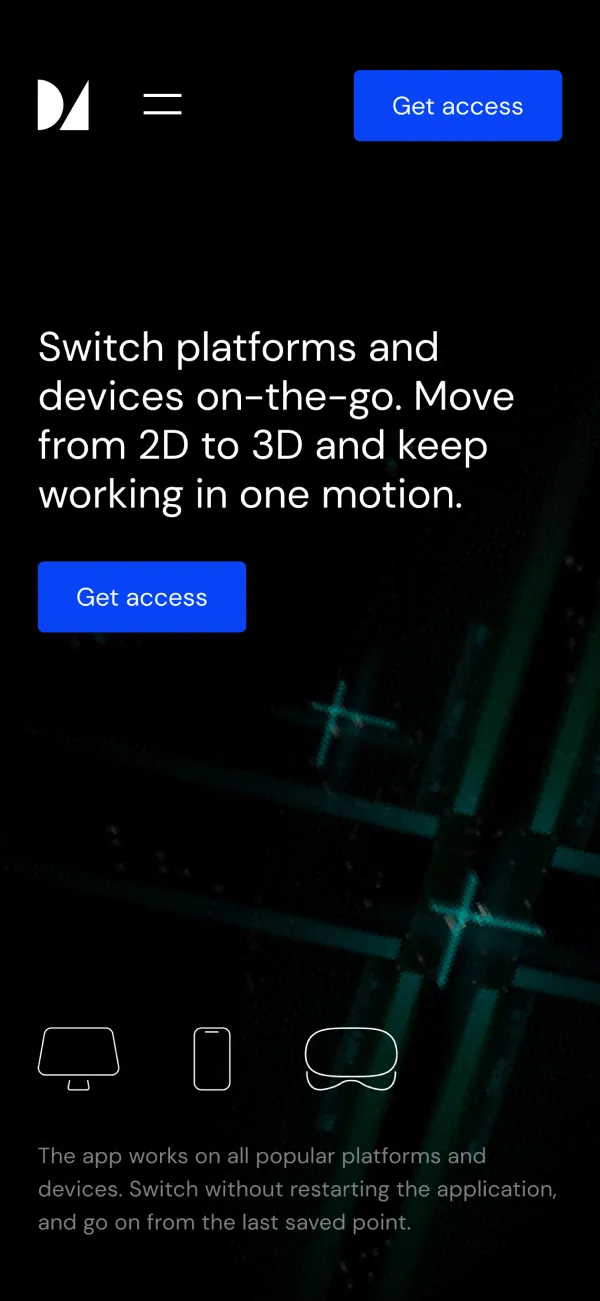 Get access
Switch platforms and
devices on-the-go. Move
from 2D to 3D and keep
working in one motion.
Get access
The app works on all popular platforms and
devices. Switch without restarting the application,
and go on from the last saved point.